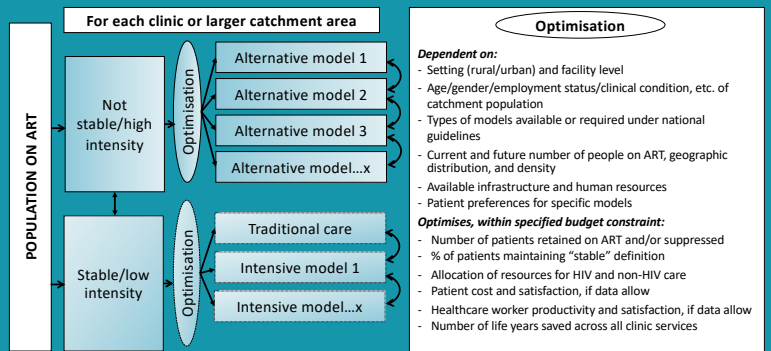 For each clinic or larger catchment area
POPULATION ON ART
Not
stable/high
intensity
Optimisation
Alternative model 1
Alternative model 2
Alternative model 3
Alternative model…x
Stable/low
intensity
Optimisation
Traditional care
Intensive model 1
Intensive model…x
Optimisation
Dependent on:
- Setting (rural/urban) and facility level
- Age/gender/employment status/clinical condition, etc. of
catchment population
- Types of models available or required under national
guidelines
- Current and future number of people on ART, geographic
distribution, and density
- Available infrastructure and human resources
- Patient preferences for specific models
Optimises, within specified budget constraint:
- Number of patients retained on ART and/or suppressed
- % of patients maintaining “stable” definition
- Allocation of resources for HIV and non-HIV care
- Patient cost and satisfaction, if data allow
- Healthcare worker productivity and satisfaction, if data allow
- Number of life years saved across all clinic services